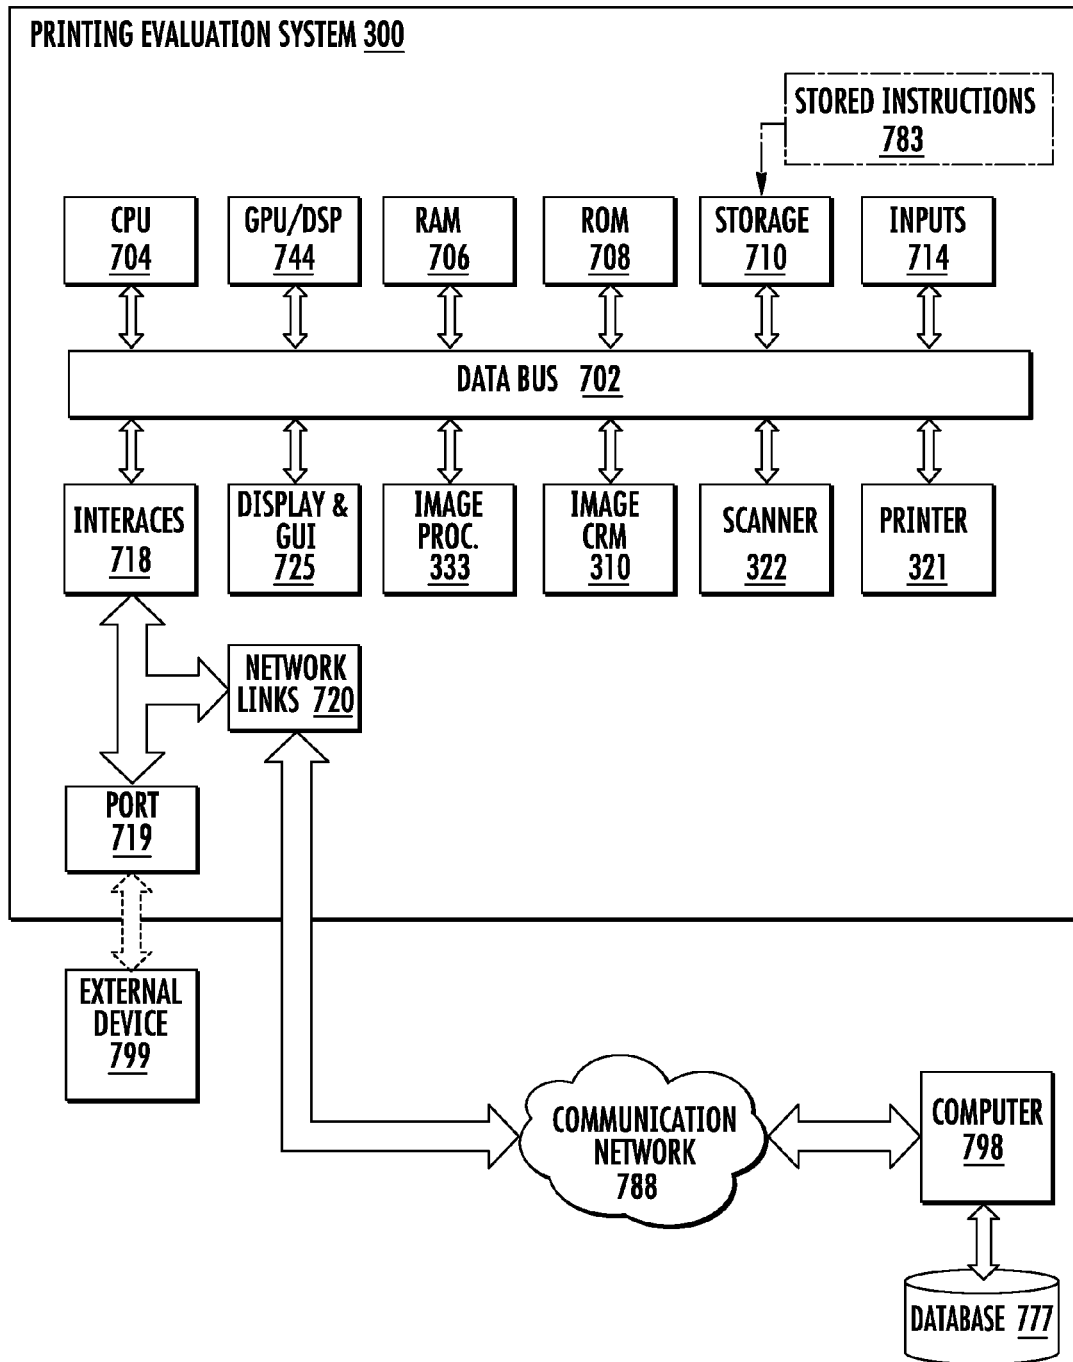 PRINTING EVALUATION SYSTEM 300
STORED INSTRUCTIONS
783
CPU
704
GPU/DSP
744
RAM
706
ROM
708
STORAGE
710
INPUTS
714
DATA BUS 702
INTERACES
718
DISPLAY &
GUI
725
IMAGE
PROC.
333
IMAGE
CRM
310
SCANNER
322
PRINTER
321
NETWORK
LINKS 720
PORT
719
EXTERNAL
DEVICE
799
COMMUNICATION
NETWORK
788
COMPUTER
798
DATABASE 777